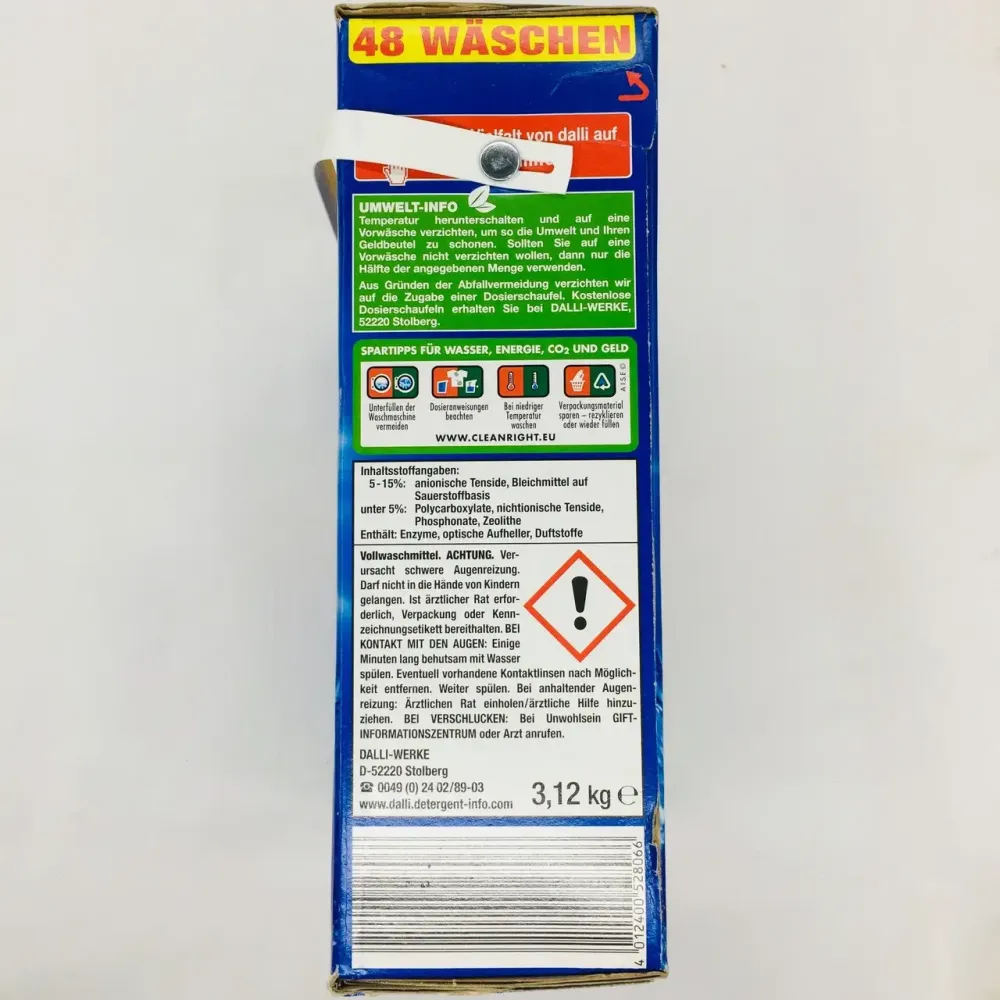 48 WÄSCHEN
Vielfalt von dalli auf
UMWELT-INFO
Temperatur herunterschalten und auf eine
Vorwäsche verzichten, um so die Umwelt und Ihren
Geldbeutel zu schonen. Sollten Sie auf eine
Vorwäsche nicht verzichten wollen, dann nur die
Hälfte der angegebenen Menge verwenden.
Aus Gründen der Abfallvermeidung verzichten wir
auf die Zugabe einer Dosierschaufel. Kostenlose
Dosierschaufeln erhalten Sie bei DALLI-WERKE,
52220 Stolberg.
SPARTIPPS FÜR WASSER, ENERGIE, CO₂ UND GELD
A.I.S.E.©
Unterfüllen der
Waschmaschine
vermeiden
Dosieranweisungen
beachten
Bei niedriger
Temperatur
waschen
Verpackungsmaterial
sparen – rezyklieren
oder wieder füllen
WWW.CLEANRIGHT.EU
Inhaltsstoffangaben:
5-15%: anionische Tenside, Bleichmittel auf
Sauerstoffbasis
unter 5%: Polycarboxylate, nichtionische Tenside,
Phosphonate, Zeolithe
Enthält: Enzyme, optische Aufheller, Duftstoffe
Vollwaschmittel. ACHTUNG. Ver-
ursacht schwere Augenreizung.
Darf nicht in die Hände von Kindern
gelangen. Ist ärztlicher Rat erfor-
derlich, Verpackung oder Kenn-
zeichnungsetikett bereithalten. BEI
KONTAKT MIT DEN AUGEN: Einige
Minuten lang behutsam mit Wasser
spülen. Eventuell vorhandene Kontaktlinsen nach Möglich-
keit entfernen. Weiter spülen. Bei anhaltender Augen-
reizung: Ärztlichen Rat einholen/ärztliche Hilfe hinzu-
ziehen. BEI VERSCHLUCKEN: Bei Unwohlsein GIFT-
INFORMATIONSZENTRUM oder Arzt anrufen.
DALLI-WERKE
D-52220 Stolberg
☎ 0049 (0) 24 02/89-03
www.dalli.detergent-info.com
3,12 kg ℮
4 012400 528066